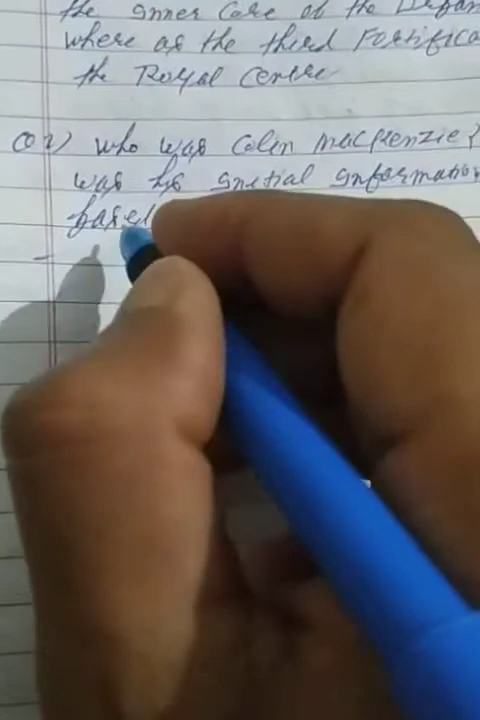 the Inner Core of the Urban
where as the third Fortifica
the Royal Centre
Q2) who was Colin Mackenzie?
was his Initial Information
based